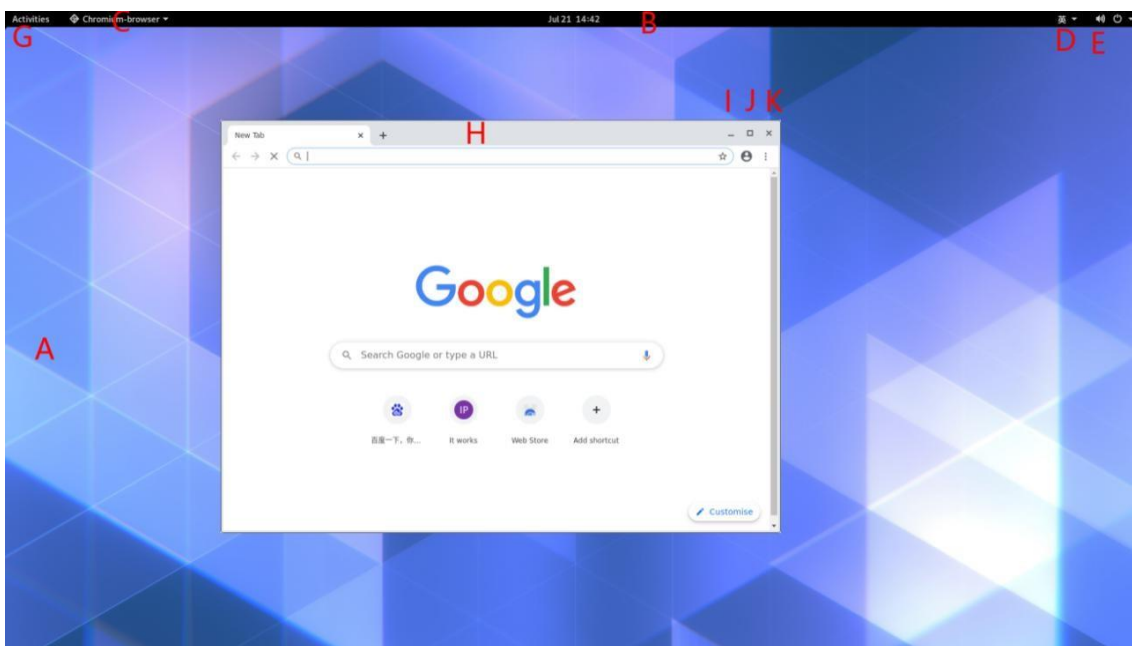 Activities Chromium-browser Jul 21 14:42 英
G C B D E
I J K
New Tab H
Google
A
Search Google or type a URL
IP
百度一下，你... It works Web Store Add shortcut
Customise